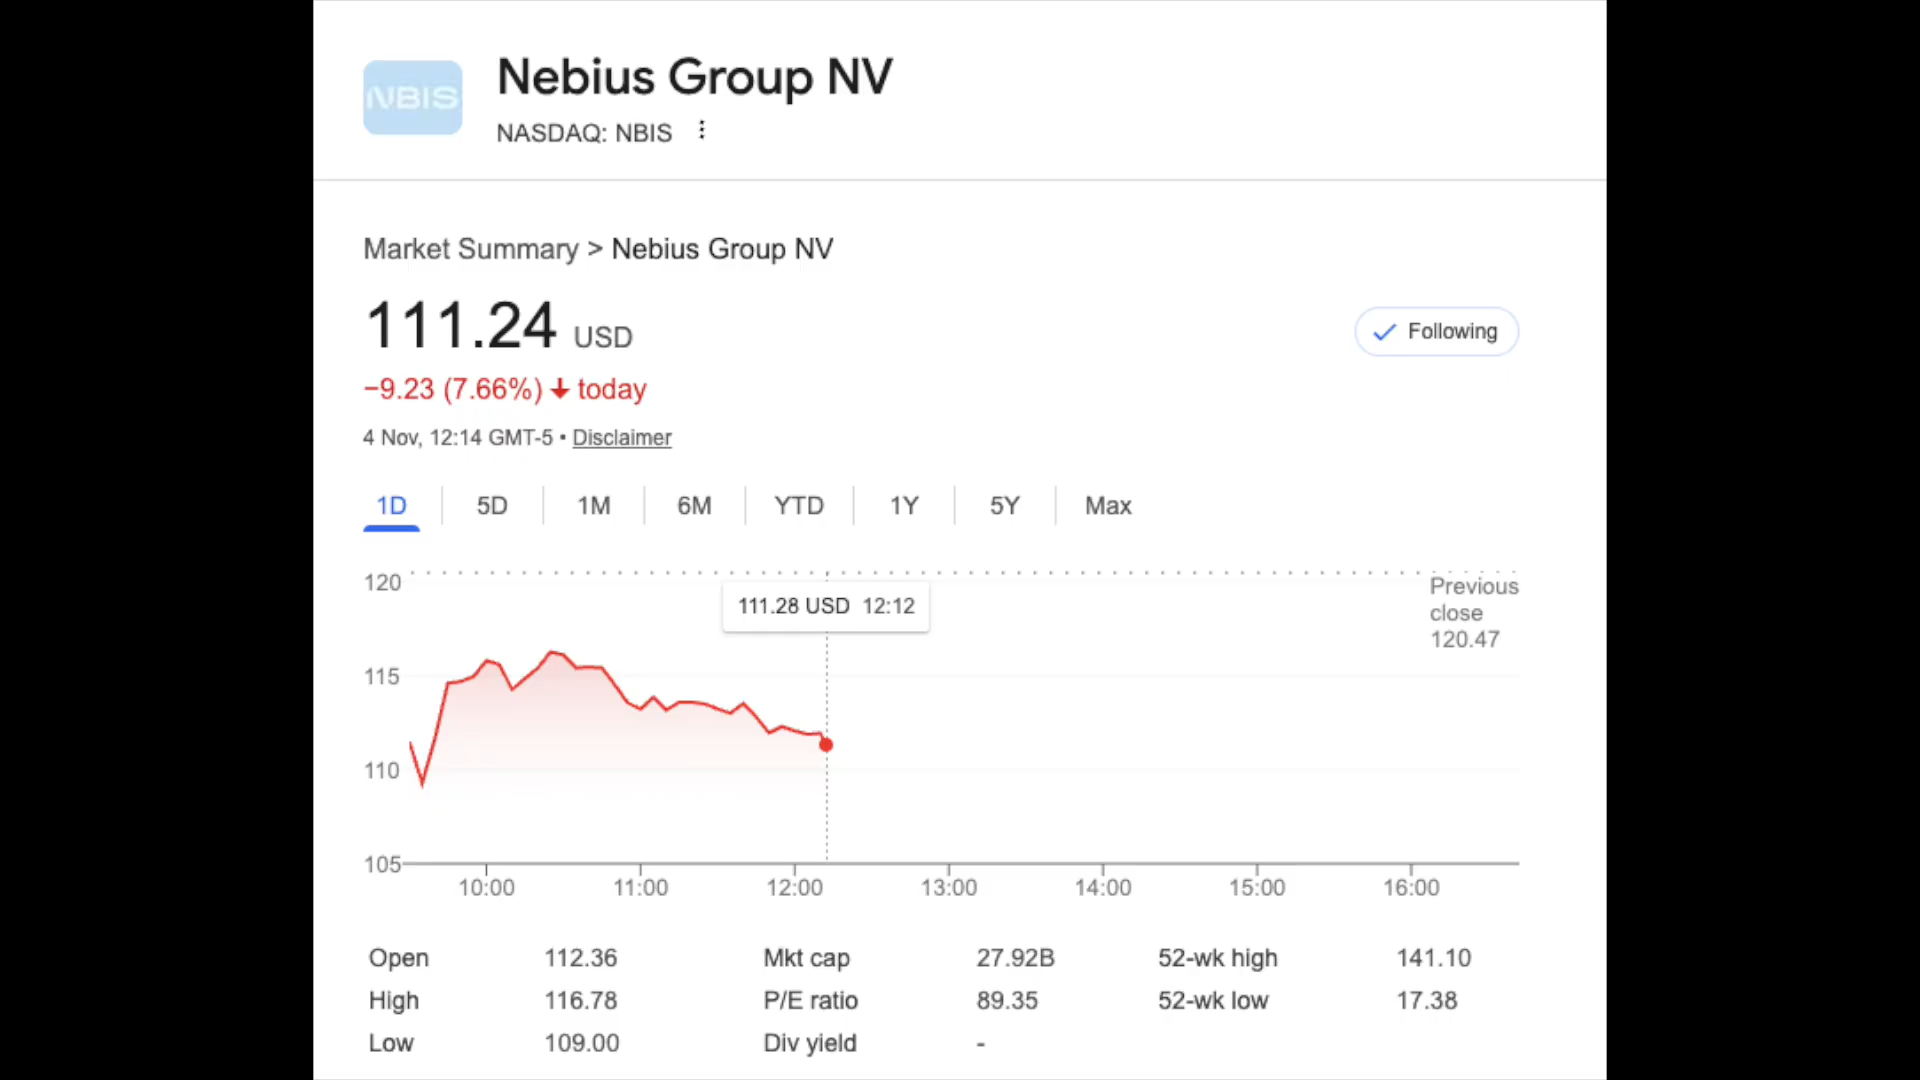 NBIS
Nebius Group NV
NASDAQ: NBIS
Market Summary > Nebius Group NV
111.24 USD
Following
−9.23 (7.66%) today
4 Nov, 12:14 GMT-5 • Disclaimer
1D 5D 1M 6M YTD 1Y 5Y Max
120
111.28 USD 12:12
Previous
close
120.47
115
110
105
10:00 11:00 12:00 13:00 14:00 15:00 16:00
Open 112.36 Mkt cap 27.92B 52-wk high 141.10
High 116.78 P/E ratio 89.35 52-wk low 17.38
Low 109.00 Div yield -